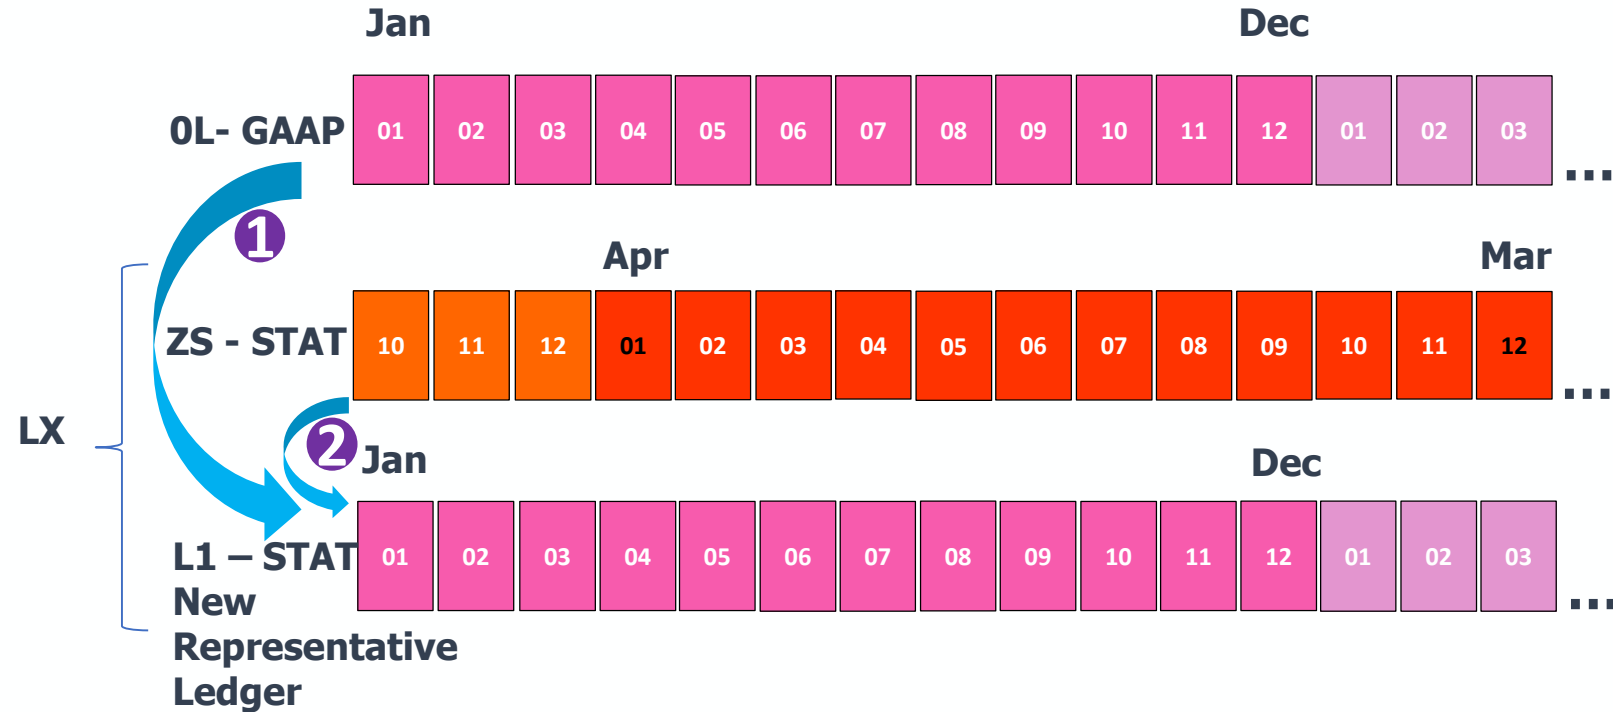 Jan Dec
0L- GAAP 01 02 03 04 05 06 07 08 09 10 11 12 01 02 03 ...
1
Apr Mar
ZS - STAT 10 11 12 01 02 03 04 05 06 07 08 09 10 11 12 ...
LX
2
Jan Dec
L1 – STAT 01 02 03 04 05 06 07 08 09 10 11 12 01 02 03 ...
New
Representative
Ledger